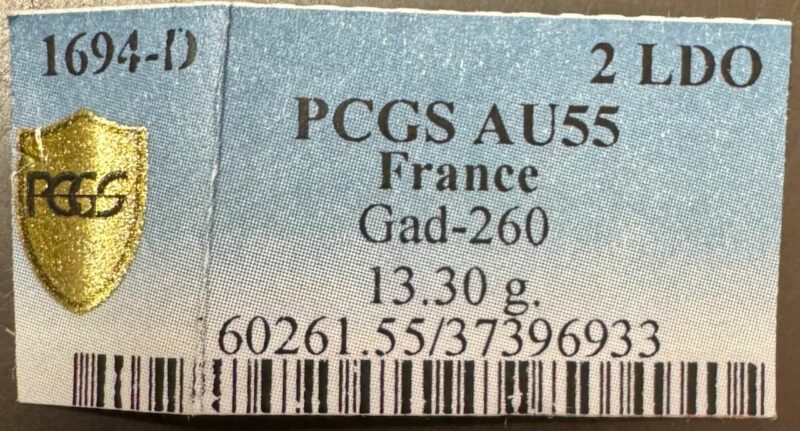 1694-D 2 LDO
PCGS AU55
France
PCGS
Gad-260
13.30 g.
60261.55/37396933